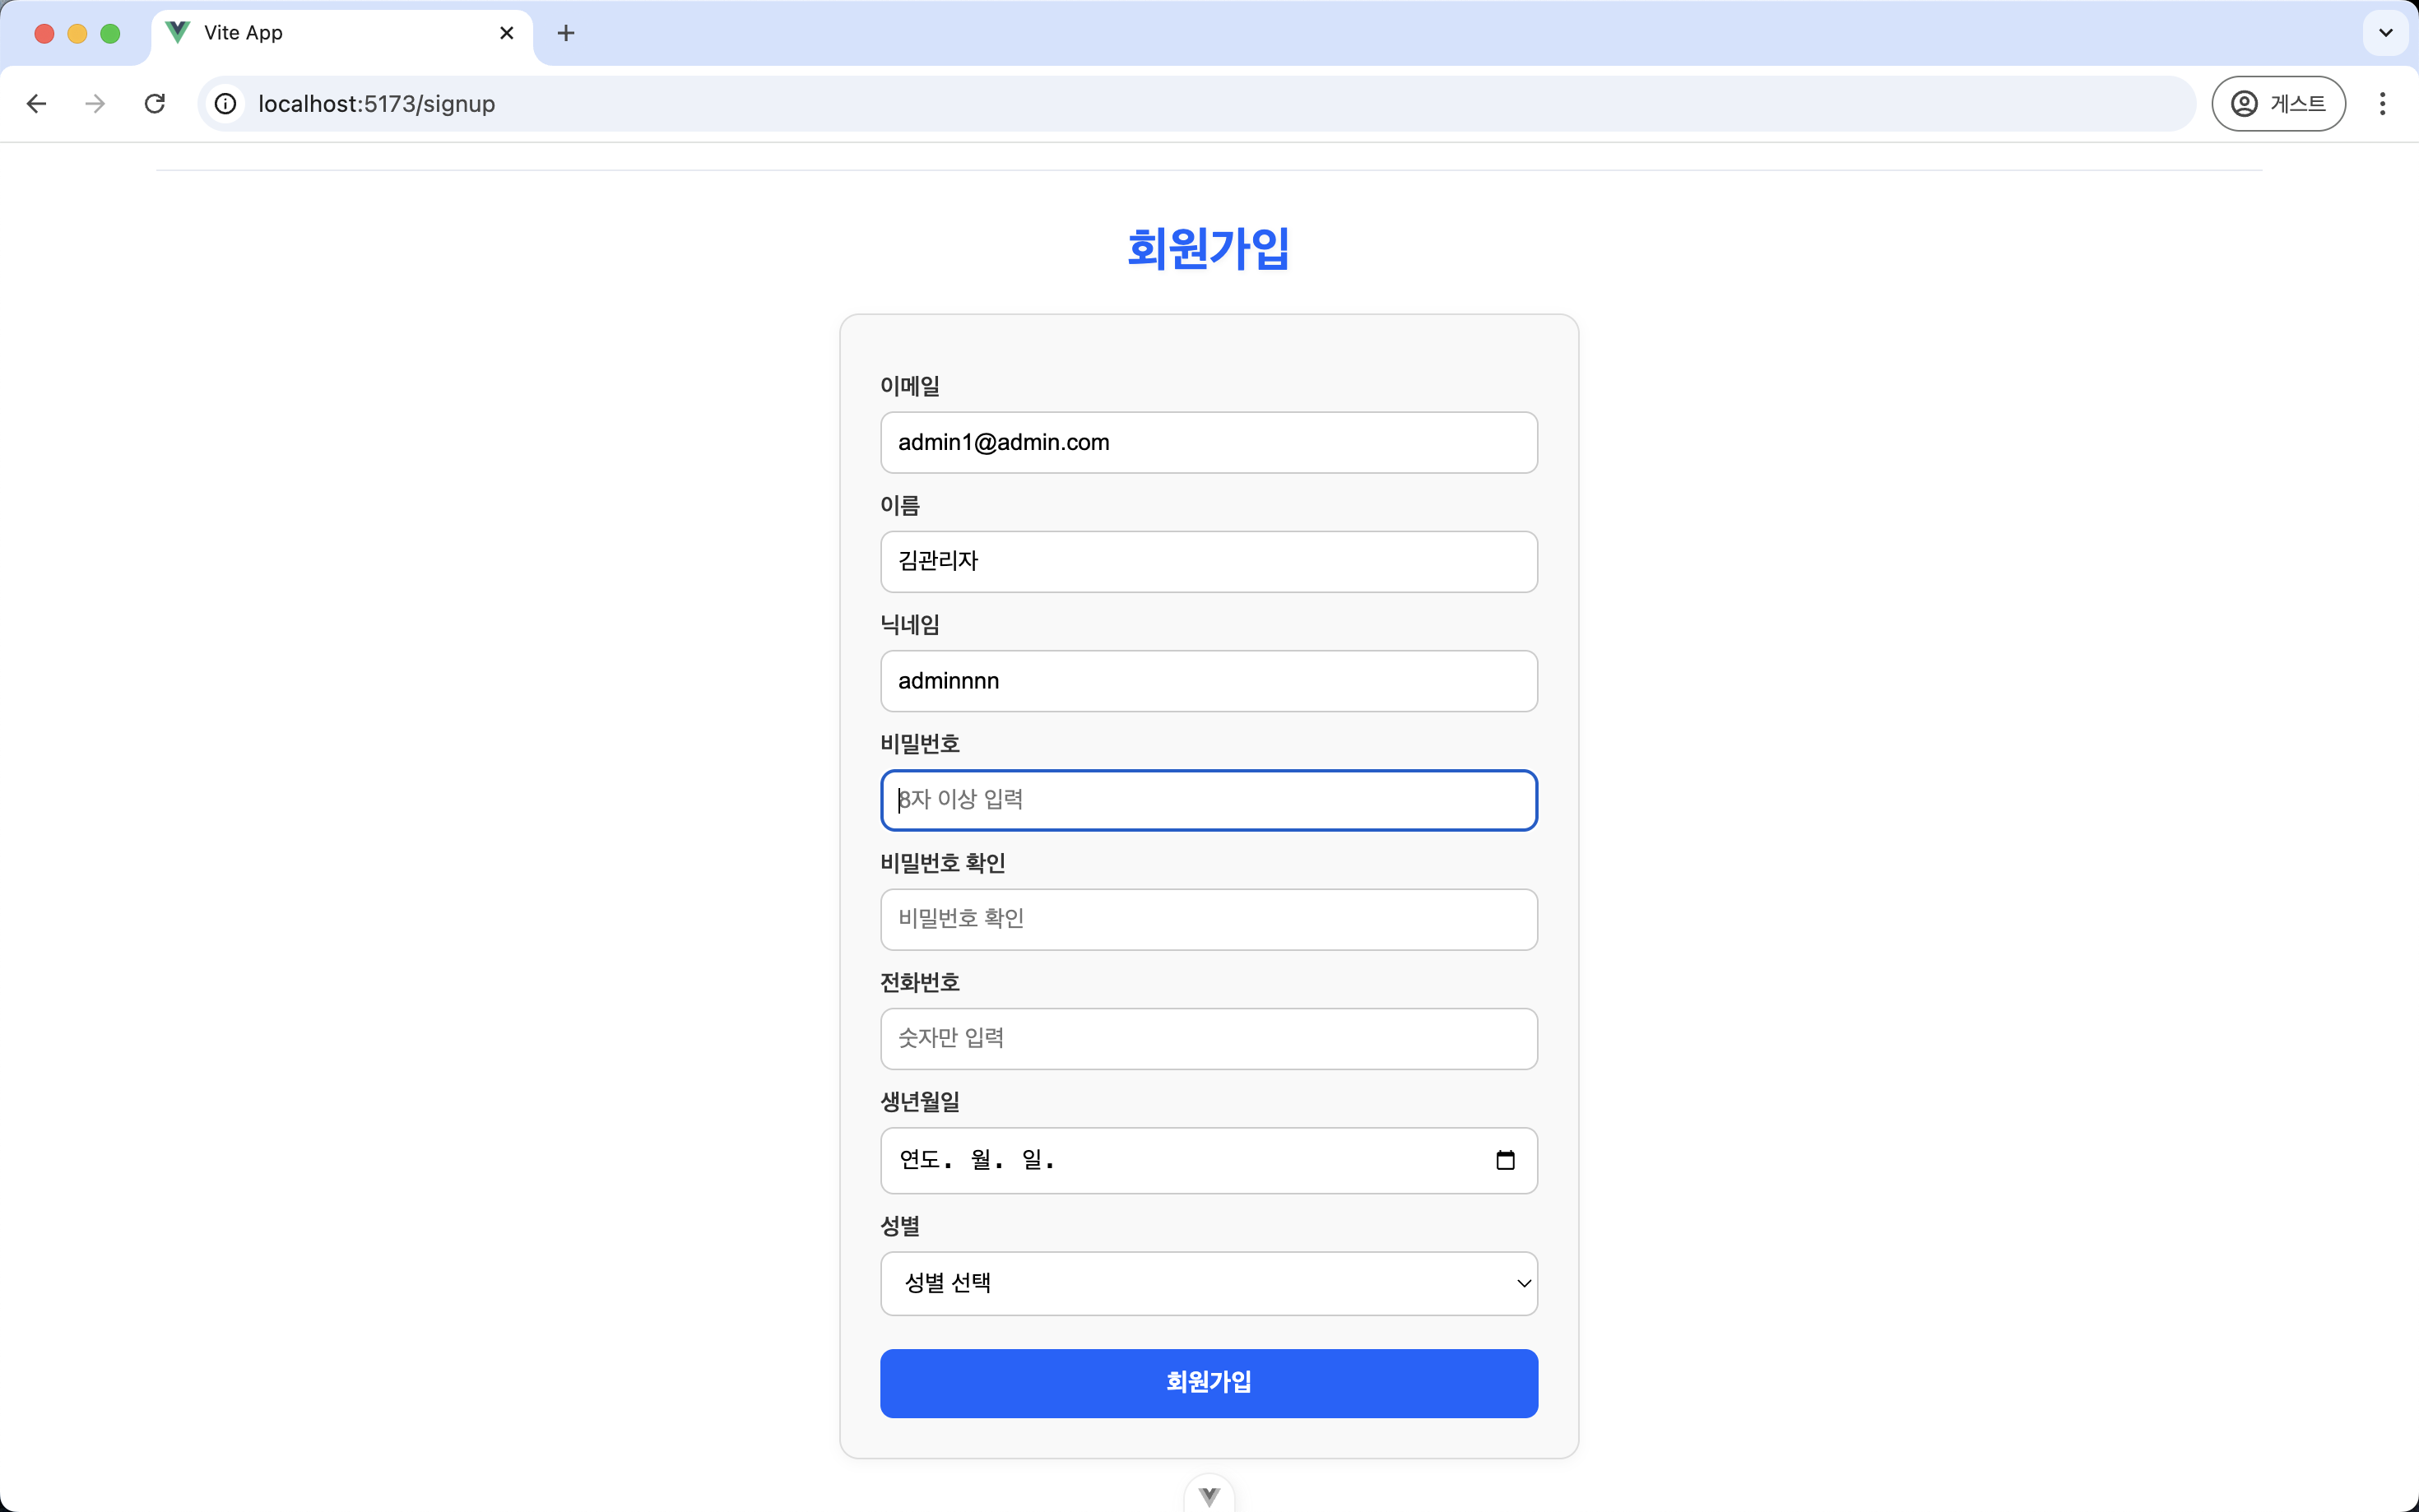 Vite App
localhost:5173/signup
게스트
회원가입
이메일
admin1@admin.com
이름
김관리자
닉네임
adminnnn
비밀번호
8자 이상 입력
비밀번호 확인
비밀번호 확인
전화번호
숫자만 입력
생년월일
연도. 월. 일.
성별
성별 선택
회원가입